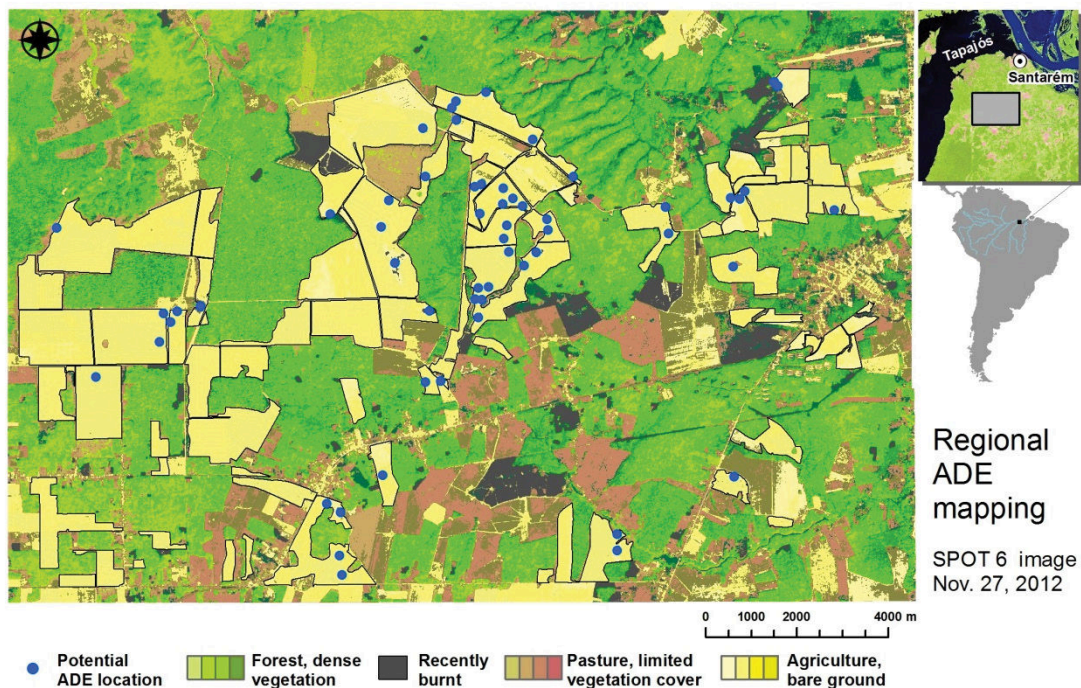 Tapajós
Santarém
Regional
ADE
mapping
SPOT 6 image
Nov. 27, 2012
0 1000 2000 4000 m
Potential
ADE location
Forest, dense
vegetation
Recently
burnt
Pasture, limited
vegetation cover
Agriculture,
bare ground